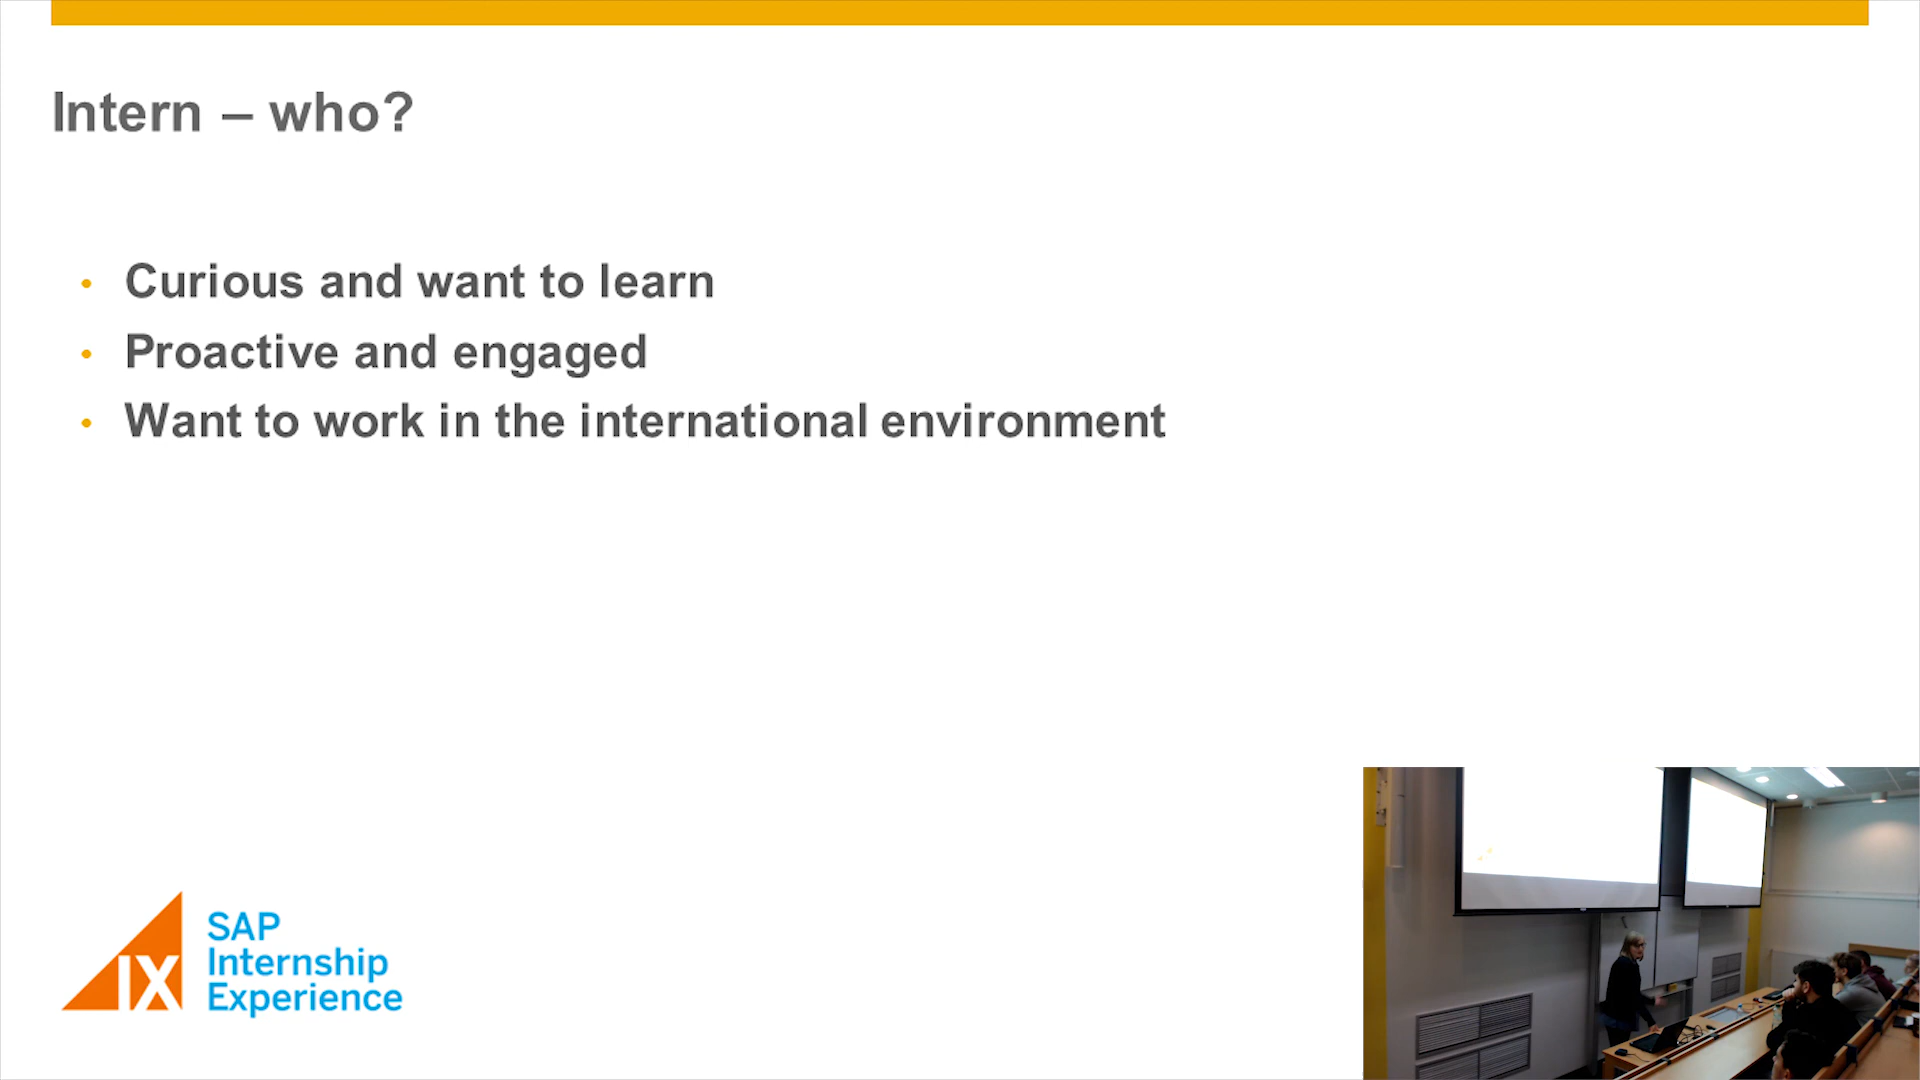 Intern – who?
• Curious and want to learn
• Proactive and engaged
• Want to work in the international environment
IX
SAP
Internship
Experience